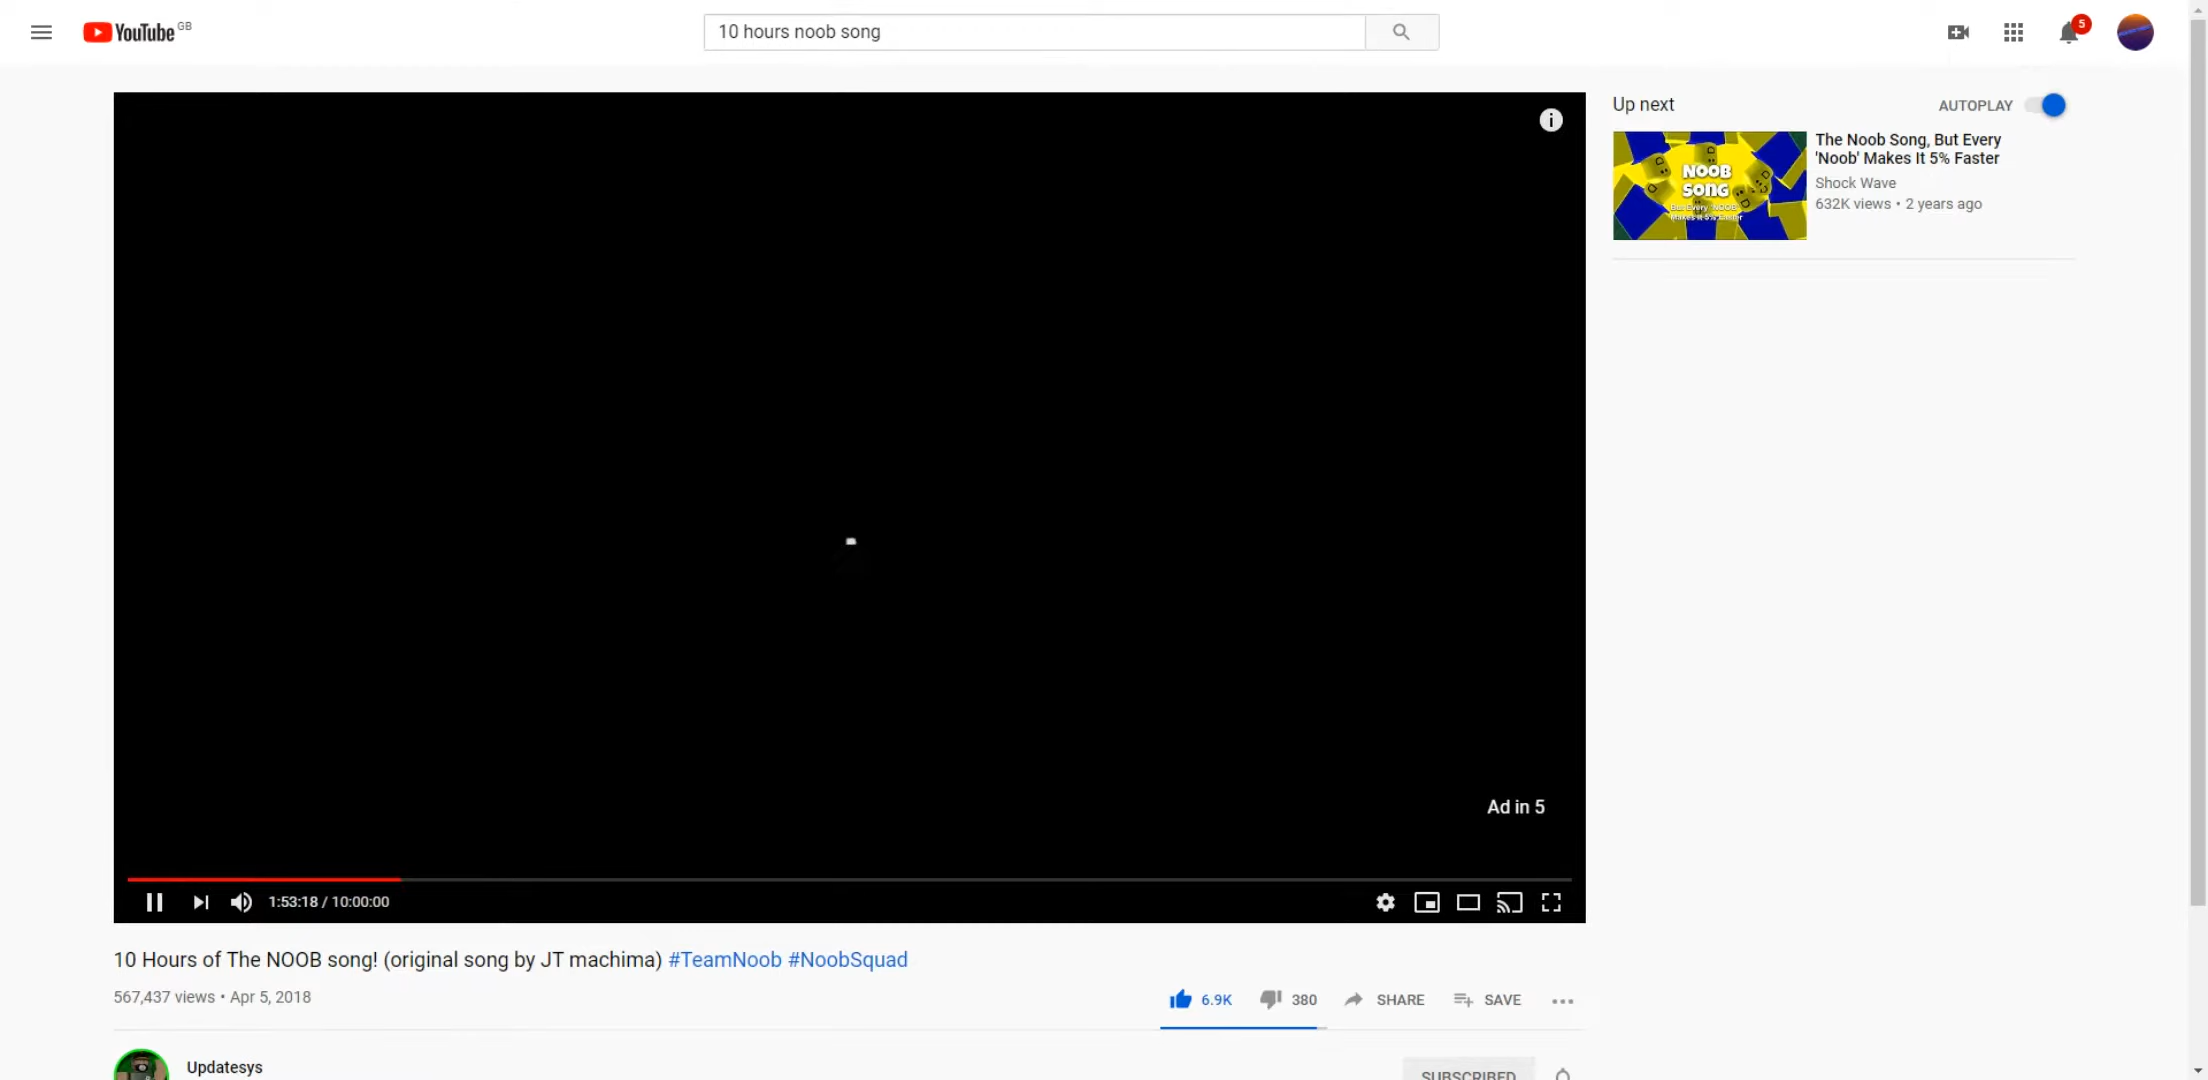 YouTube GB
10 hours noob song
5
Up next
AUTOPLAY
NOOB
SONG
The Noob Song, But Every
'Noob' Makes It 5% Faster
Shock Wave
632K views • 2 years ago
Ad in 5
1:53:18 / 10:00:00
10 Hours of The NOOB song! (original song by JT machima) #TeamNoob #NoobSquad
567,437 views • Apr 5, 2018
6.9K
380
SHARE
SAVE
Updatesys
SUBSCRIBED